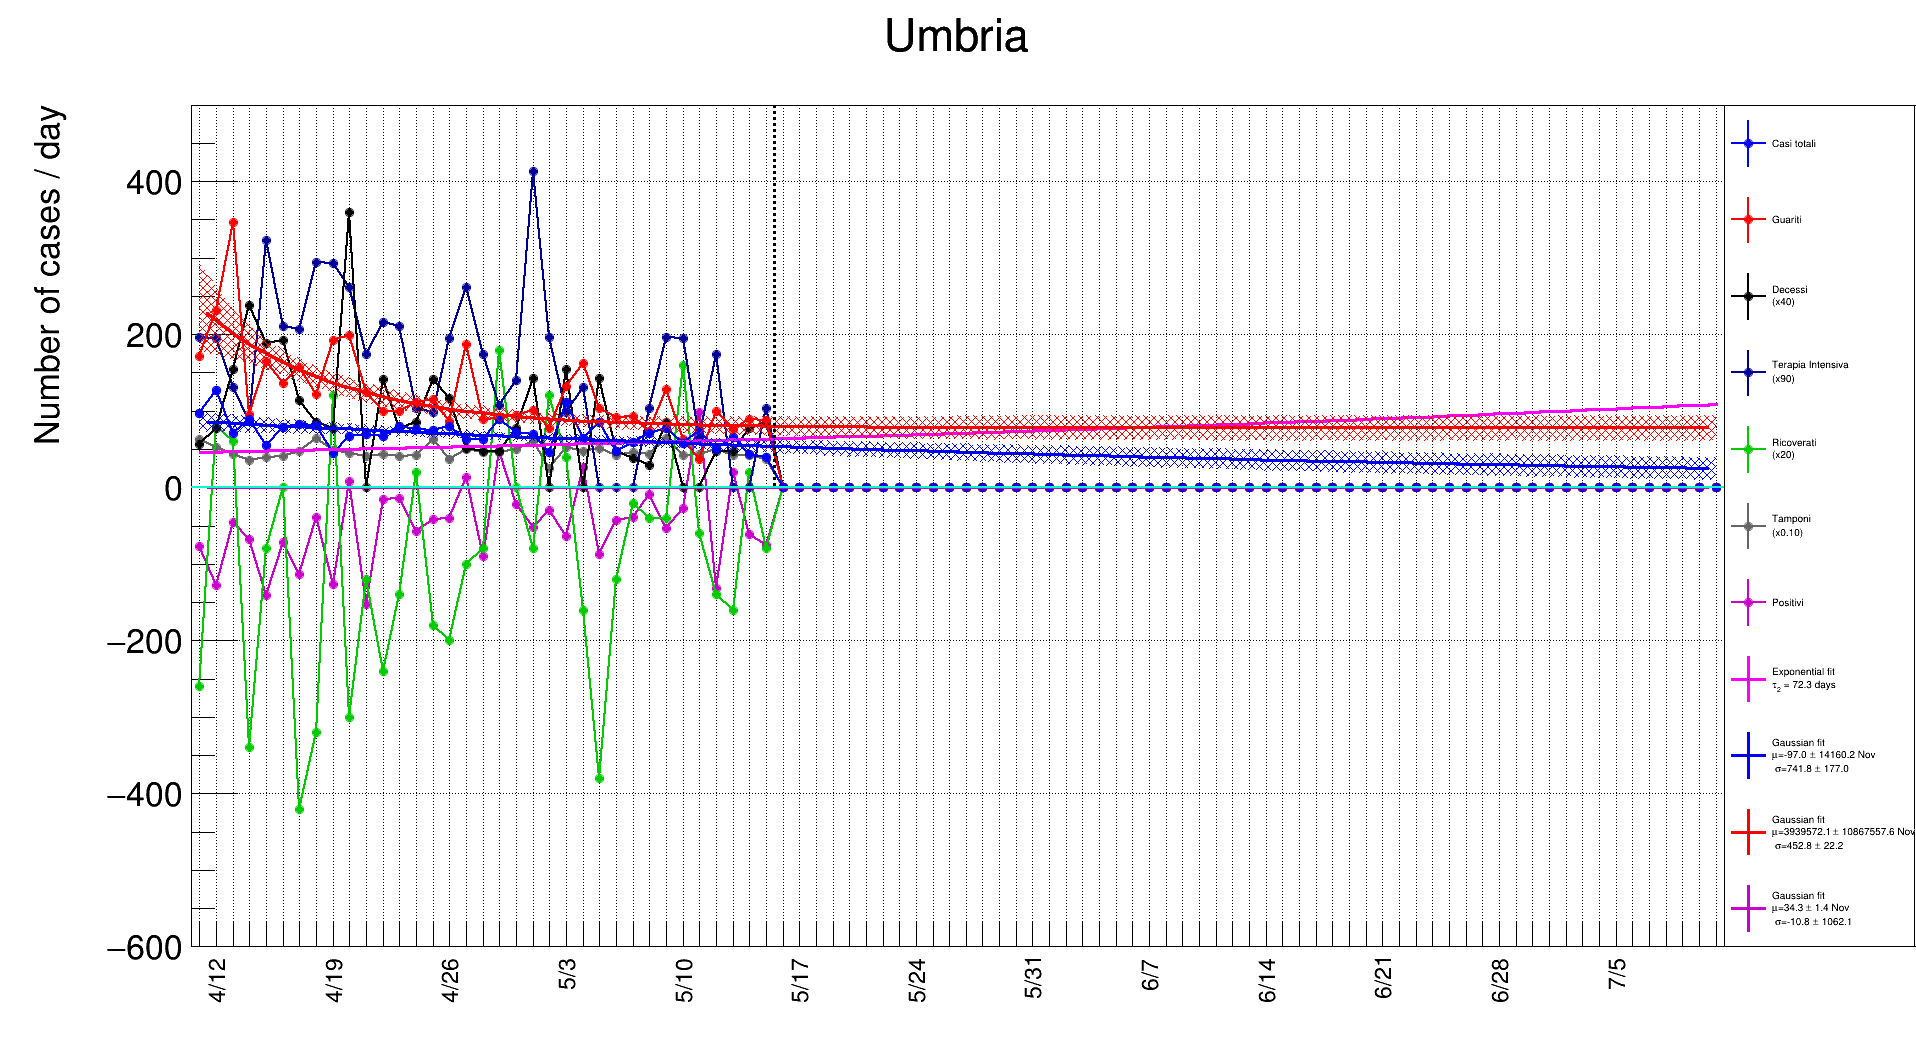 Umbria
Number of cases / day
400
200
0
−200
−400
−600
4/12
4/19
4/26
5/3
5/10
5/17
5/24
5/31
6/7
6/14
6/21
6/28
7/5
Casi totali
Guariti
Decessi
(x40)
Terapia Intensiva
(x90)
Ricoverati
(x20)
Tamponi
(x0.10)
Positivi
Exponential fit
τ2 = 72.3 days
Gaussian fit
μ=-97.0 ± 14160.2 Nov
σ=741.8 ± 177.0
Gaussian fit
μ=3939572.1 ± 10867557.6 Nov
σ=452.8 ± 22.2
Gaussian fit
μ=34.3 ± 1.4 Nov
σ=-10.8 ± 1062.1